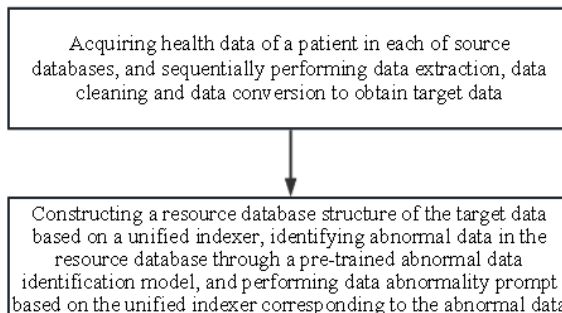 Acquiring health data of a patient in each of source
databases, and sequentially performing data extraction, data
cleaning and data conversion to obtain target data
Constructing a resource database structure of the target data
based on a unified indexer, identifying abnormal data in the
resource database through a pre-trained abnormal data
identification model, and performing data abnormality prompt
based on the unified indexer corresponding to the abnormal data